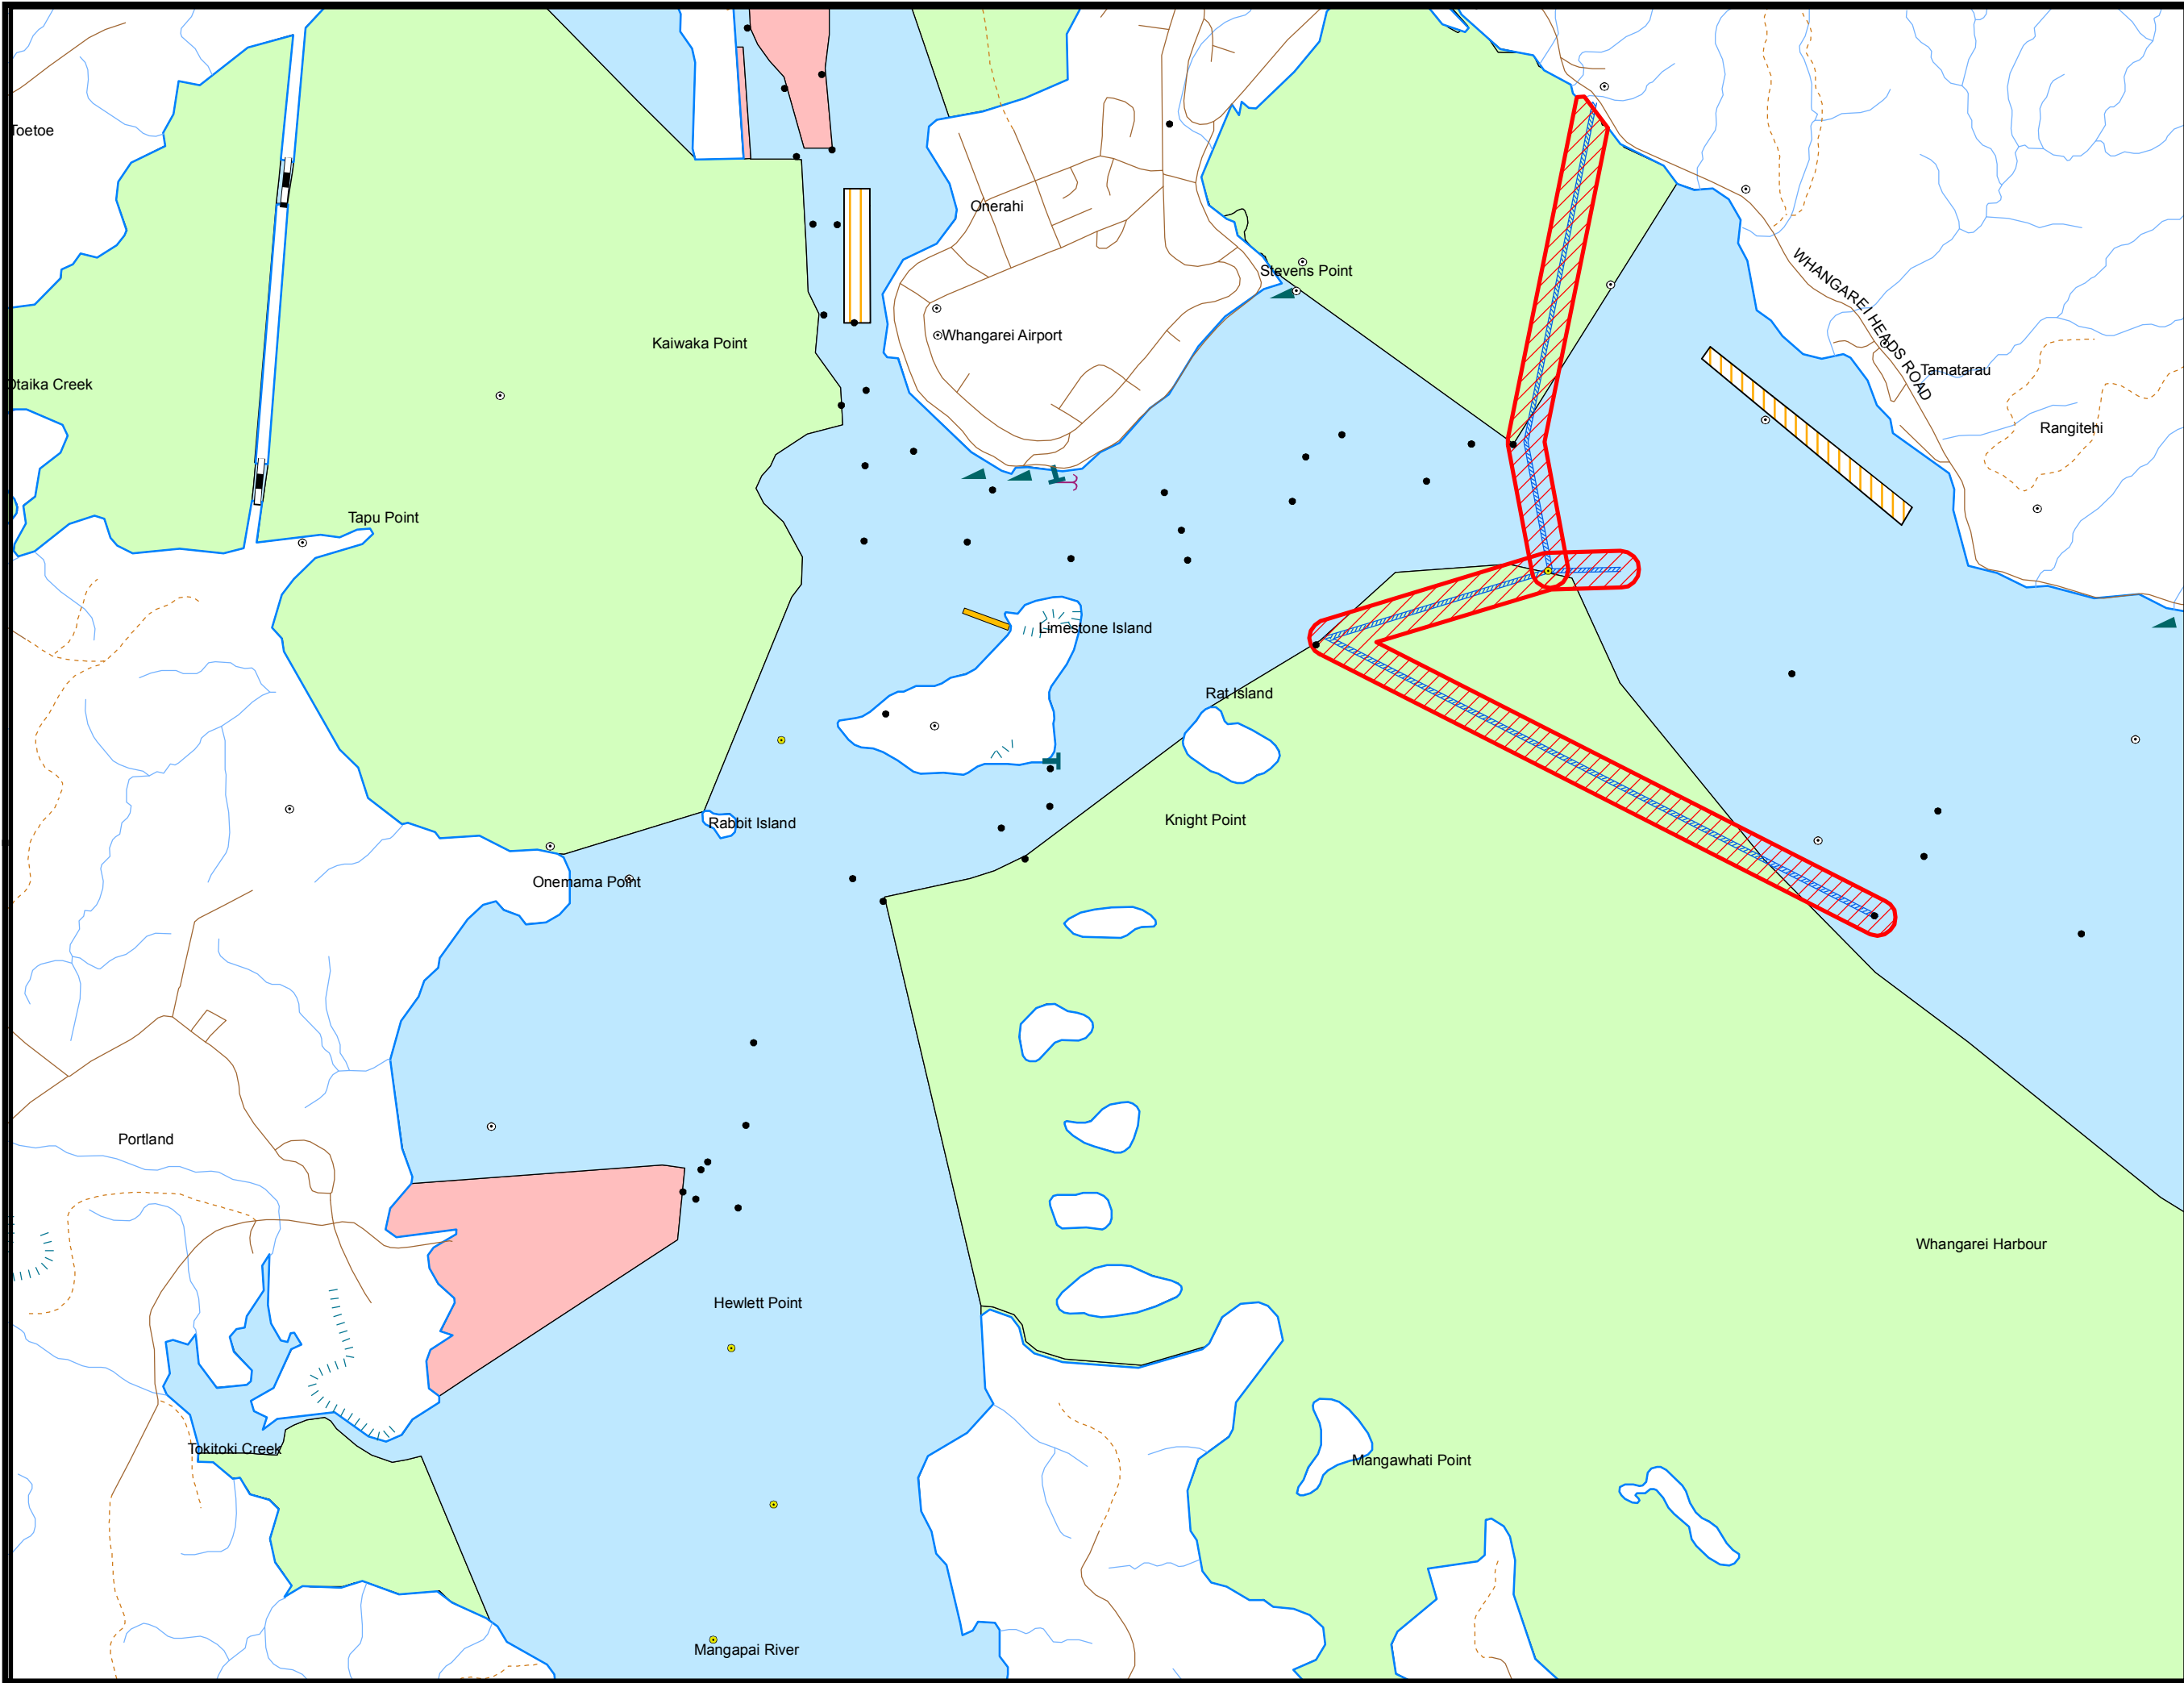 Toetoe
Onerahi
Stevens Point
WHANGAREI HEADS ROAD
Kaiwaka Point
Whangarei Airport
Otaika Creek
Tamatarau
Rangitehi
Tapu Point
Limestone Island
Rat Island
Rabbit Island
Knight Point
Onemama Point
Portland
Whangarei Harbour
Hewlett Point
Tokitoki Creek
Mangawhati Point
Mangapai River